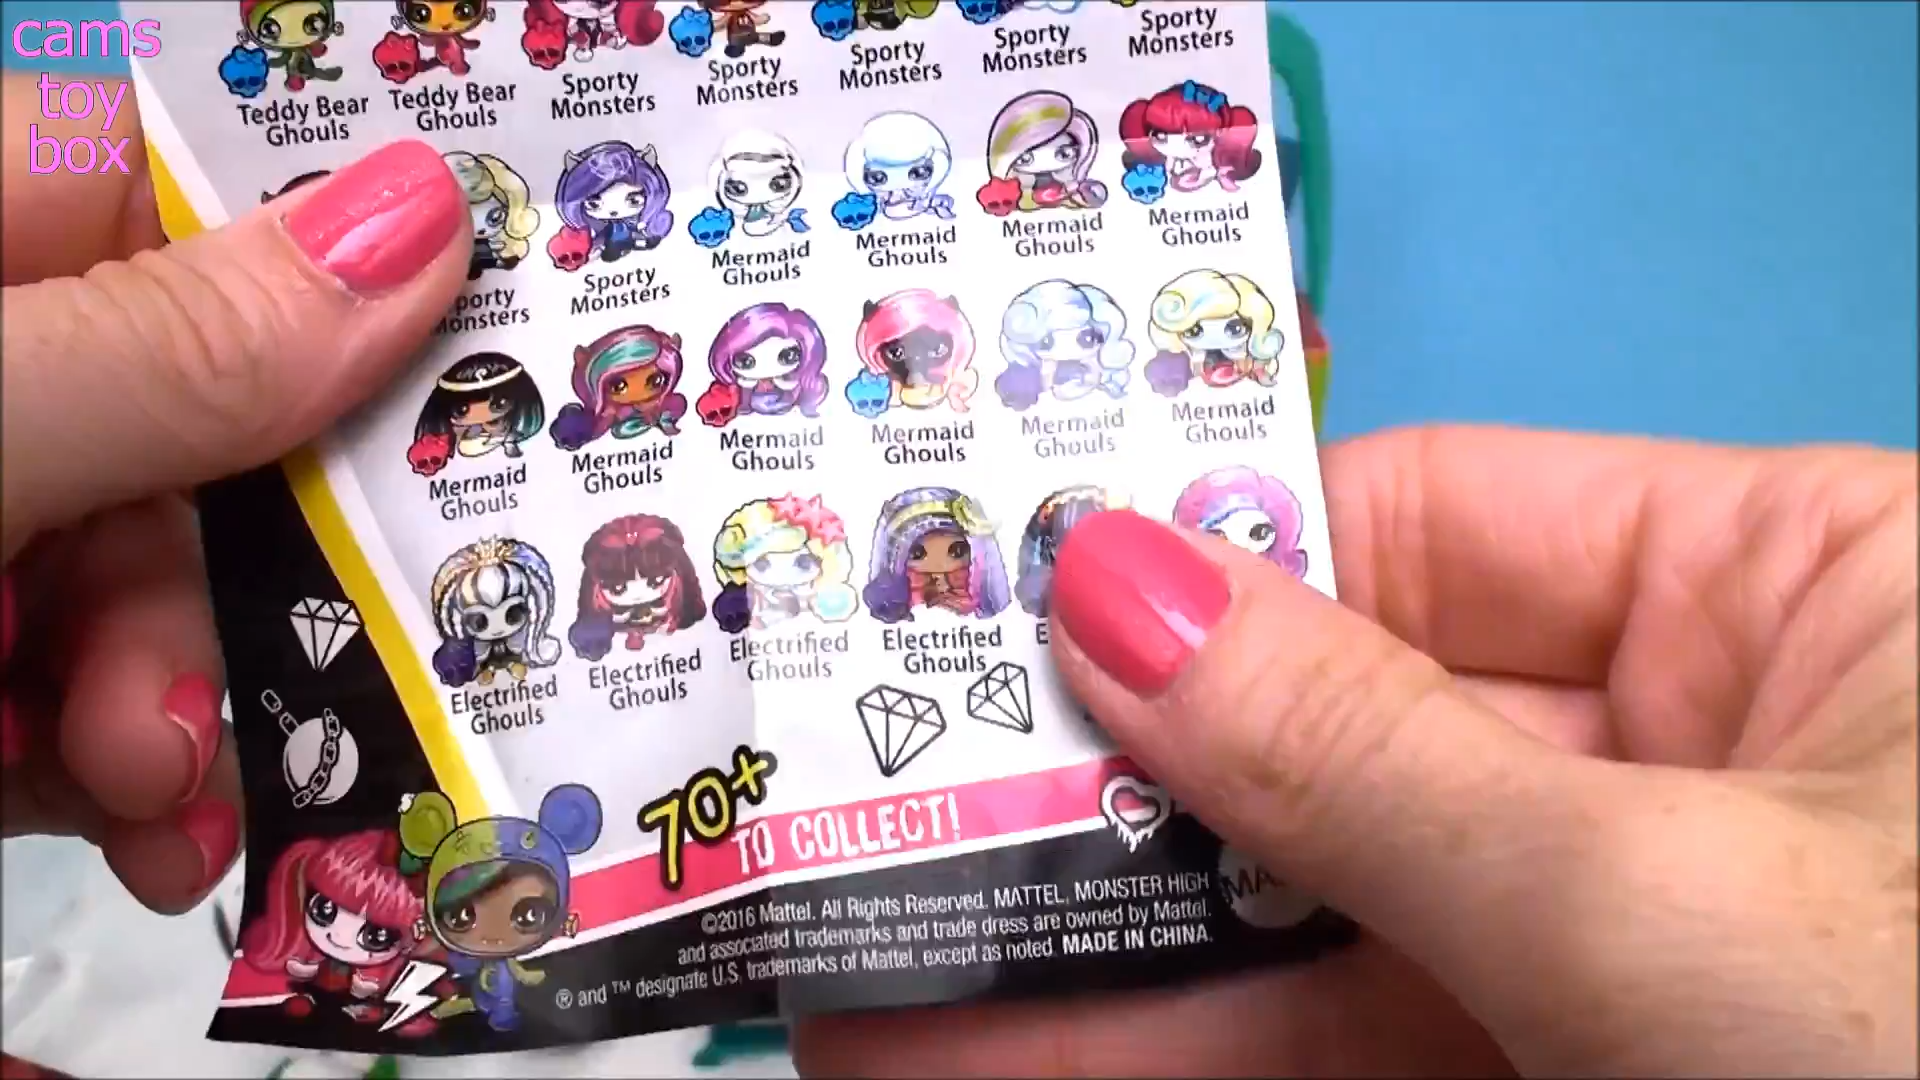 cams
toy
box
Teddy Bear
Ghouls
Teddy Bear
Ghouls
Sporty
Monsters
Sporty
Monsters
Sporty
Monsters
Sporty
Monsters
Sporty
Monsters
Sporty
Monsters
Mermaid
Ghouls
Mermaid
Ghouls
Mermaid
Ghouls
Mermaid
Ghouls
Mermaid
Ghouls
Mermaid
Ghouls
Mermaid
Ghouls
Mermaid
Ghouls
Mermaid
Ghouls
Mermaid
Ghouls
Electrified
Ghouls
Electrified
Ghouls
Electrified
Ghouls
Electrified
Ghouls
70+
TO COLLECT!
©2016 Mattel. All Rights Reserved. MATTEL, MONSTER HIGH
and associated trademarks and trade dress are owned by Mattel.
® and ™ designate U.S. trademarks of Mattel, except as noted. MADE IN CHINA.